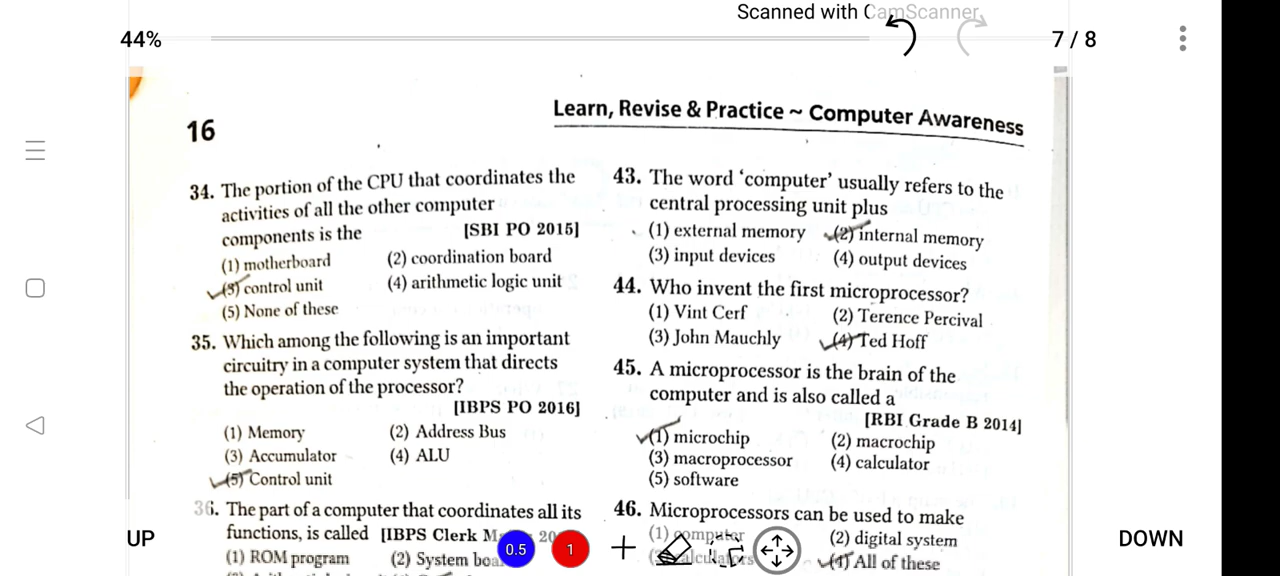 Scanned with CamScanner
44%
7 / 8
16
Learn, Revise & Practice ~ Computer Awareness
34. The portion of the CPU that coordinates the
activities of all the other computer
components is the [SBI PO 2015]
(1) motherboard (2) coordination board
(3) control unit (4) arithmetic logic unit
(5) None of these
35. Which among the following is an important
circuitry in a computer system that directs
the operation of the processor?
[IBPS PO 2016]
(1) Memory (2) Address Bus
(3) Accumulator (4) ALU
(5) Control unit
36. The part of a computer that coordinates all its
functions, is called [IBPS Clerk
(1) ROM program (2) System
43. The word ‘computer’ usually refers to the
central processing unit plus
(1) external memory (2) internal memory
(3) input devices (4) output devices
44. Who invent the first microprocessor?
(1) Vint Cerf (2) Terence Percival
(3) John Mauchly (4) Ted Hoff
45. A microprocessor is the brain of the
computer and is also called a
[RBI Grade B 2014]
(1) microchip (2) macrochip
(3) macroprocessor (4) calculator
(5) software
46. Microprocessors can be used to make
(1) computer (2) digital system
(4) All of these
UP
0.5
1
DOWN